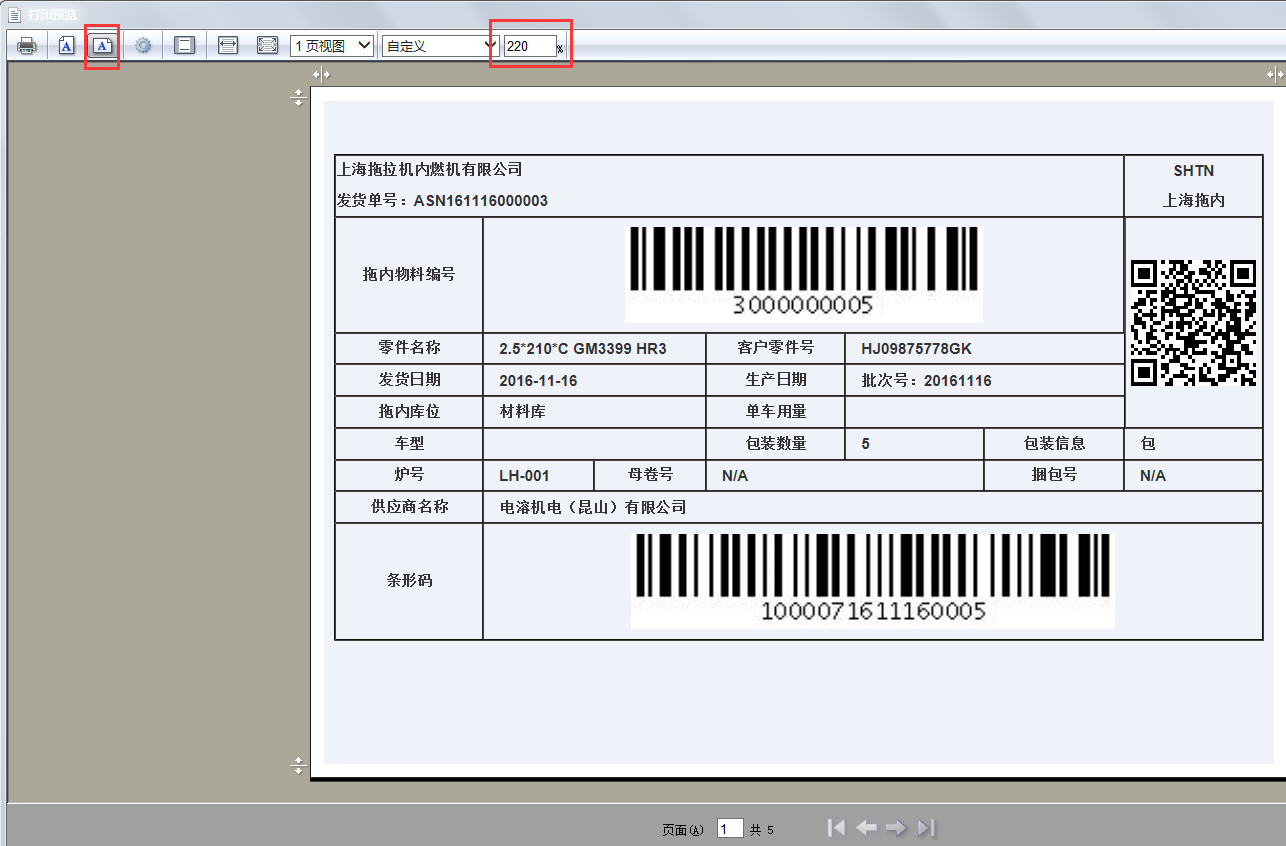 打印预览
1 页视图 自定义 220 %
上海拖拉机内燃机有限公司 SHTN
发货单号：ASN161116000003 上海拖内
拖内物料编号 3000000005
零件名称 2.5*210*C GM3399 HR3 客户零件号 HJ09875778GK
发货日期 2016-11-16 生产日期 批次号：20161116
拖内库位 材料库 单车用量
车型 包装数量 5 包装信息 包
炉号 LH-001 母卷号 N/A 捆包号 N/A
供应商名称 电溶机电（昆山）有限公司
条形码 1000071611160005
页面(A) 1 共 5